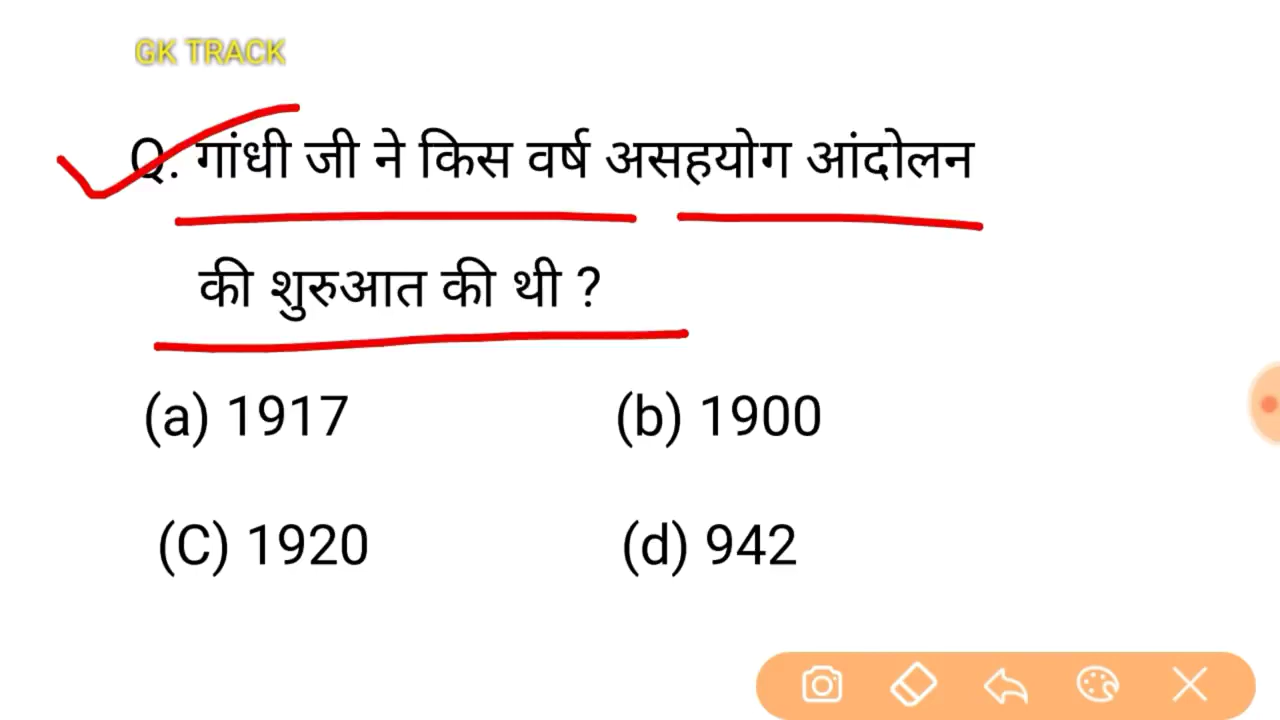 GK TRACK
Q. गांधी जी ने किस वर्ष असहयोग आंदोलन
की शुरुआत की थी ?
(a) 1917 (b) 1900
(C) 1920 (d) 942